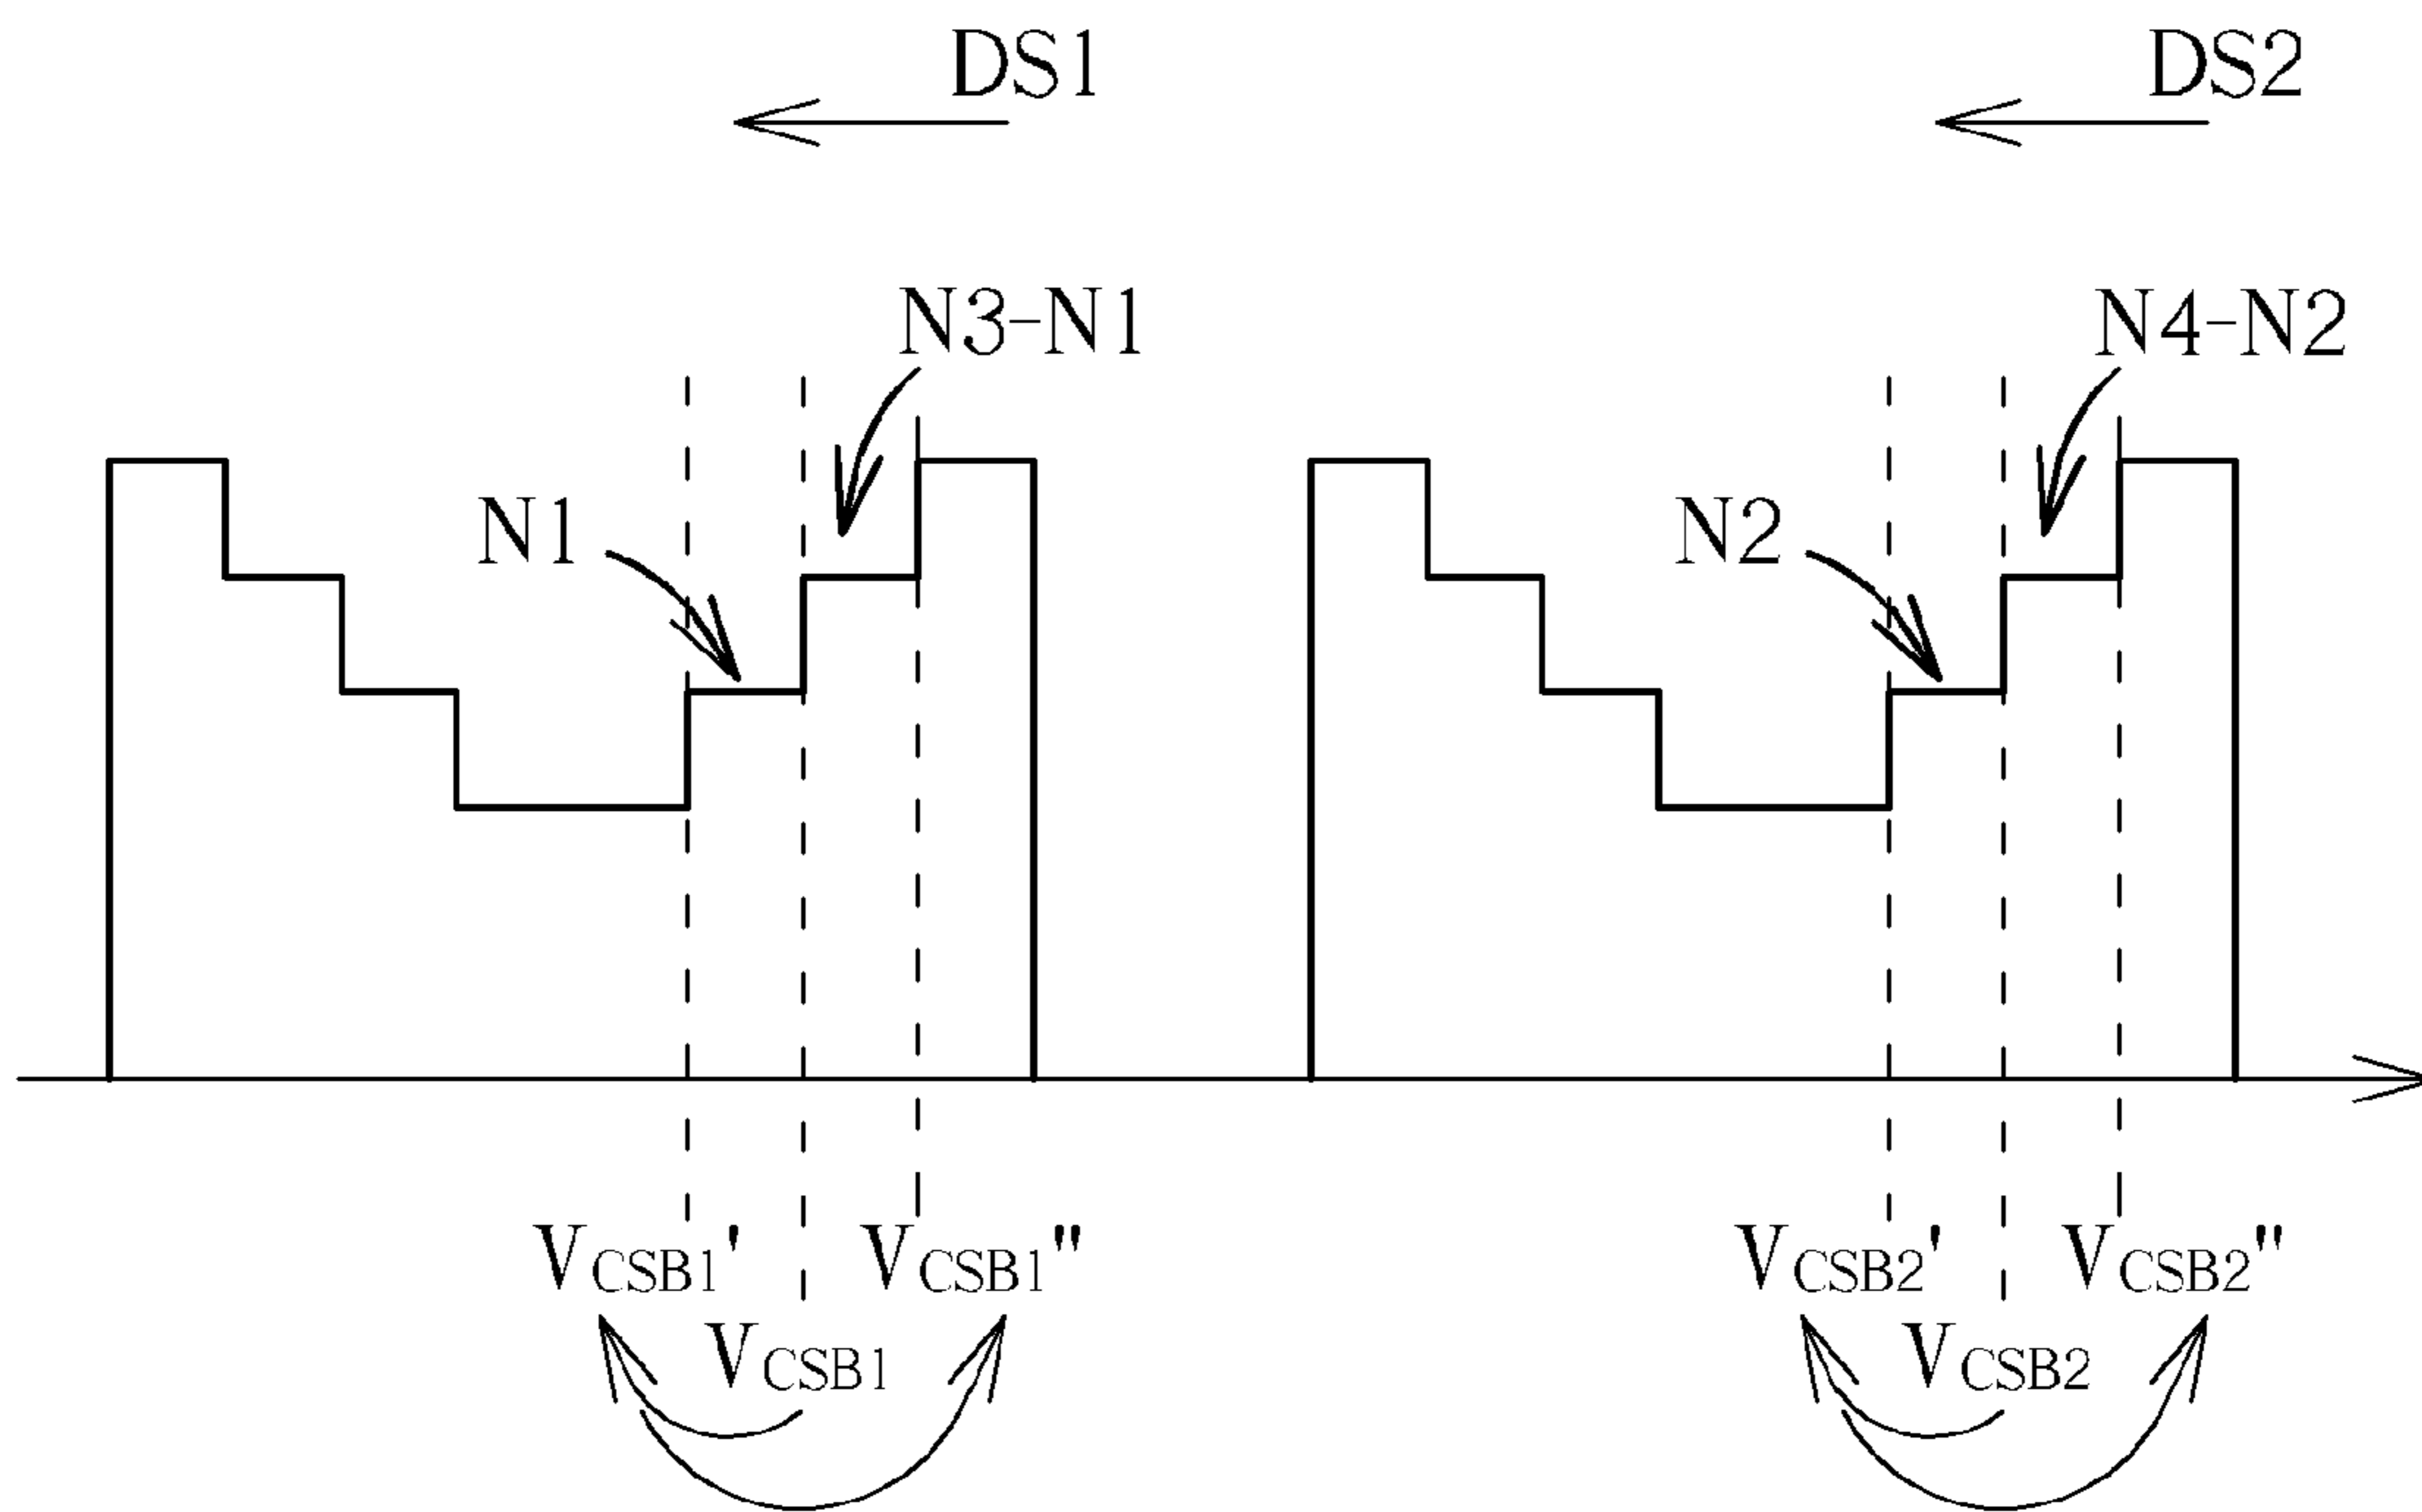 DS1 DS2
N3-N1 N4-N2
N1 N2
VCSB1' VCSB1" VCSB2' VCSB2"
VCSB1 VCSB2